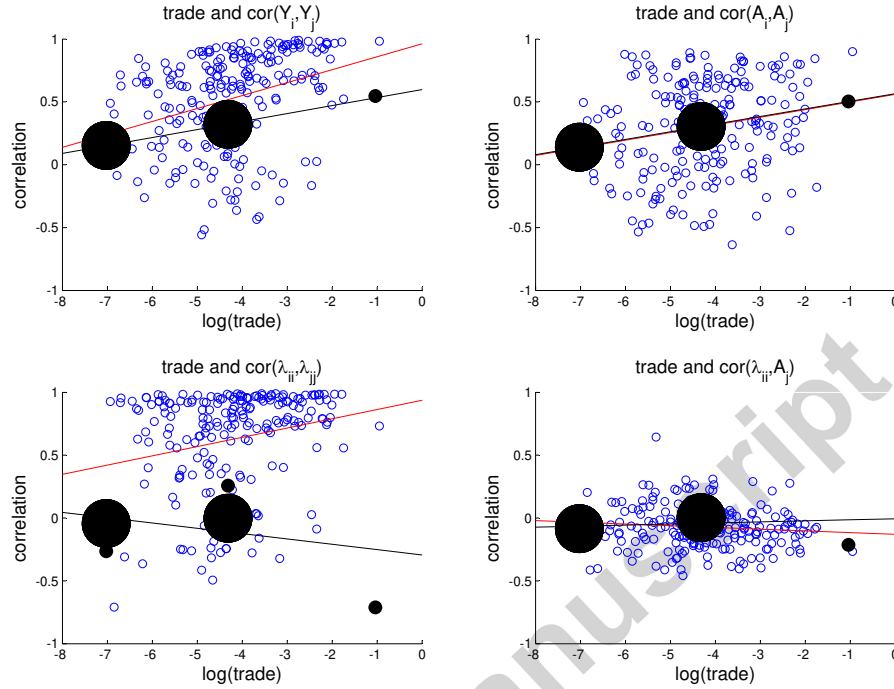 trade and cor(Y_i,Y_j)
1
0.5
0
-0.5
-1
correlation
-8 -7 -6 -5 -4 -3 -2 -1 0
log(trade)
trade and cor(A_i,A_j)
1
0.5
0
-0.5
-1
correlation
-8 -7 -6 -5 -4 -3 -2 -1 0
log(trade)
trade and cor(λ_ii,λ_jj)
1
0.5
0
-0.5
-1
correlation
-8 -7 -6 -5 -4 -3 -2 -1 0
log(trade)
trade and cor(λ_ii,A_j)
1
0.5
0
-0.5
-1
correlation
-8 -7 -6 -5 -4 -3 -2 -1 0
log(trade)
nuscript